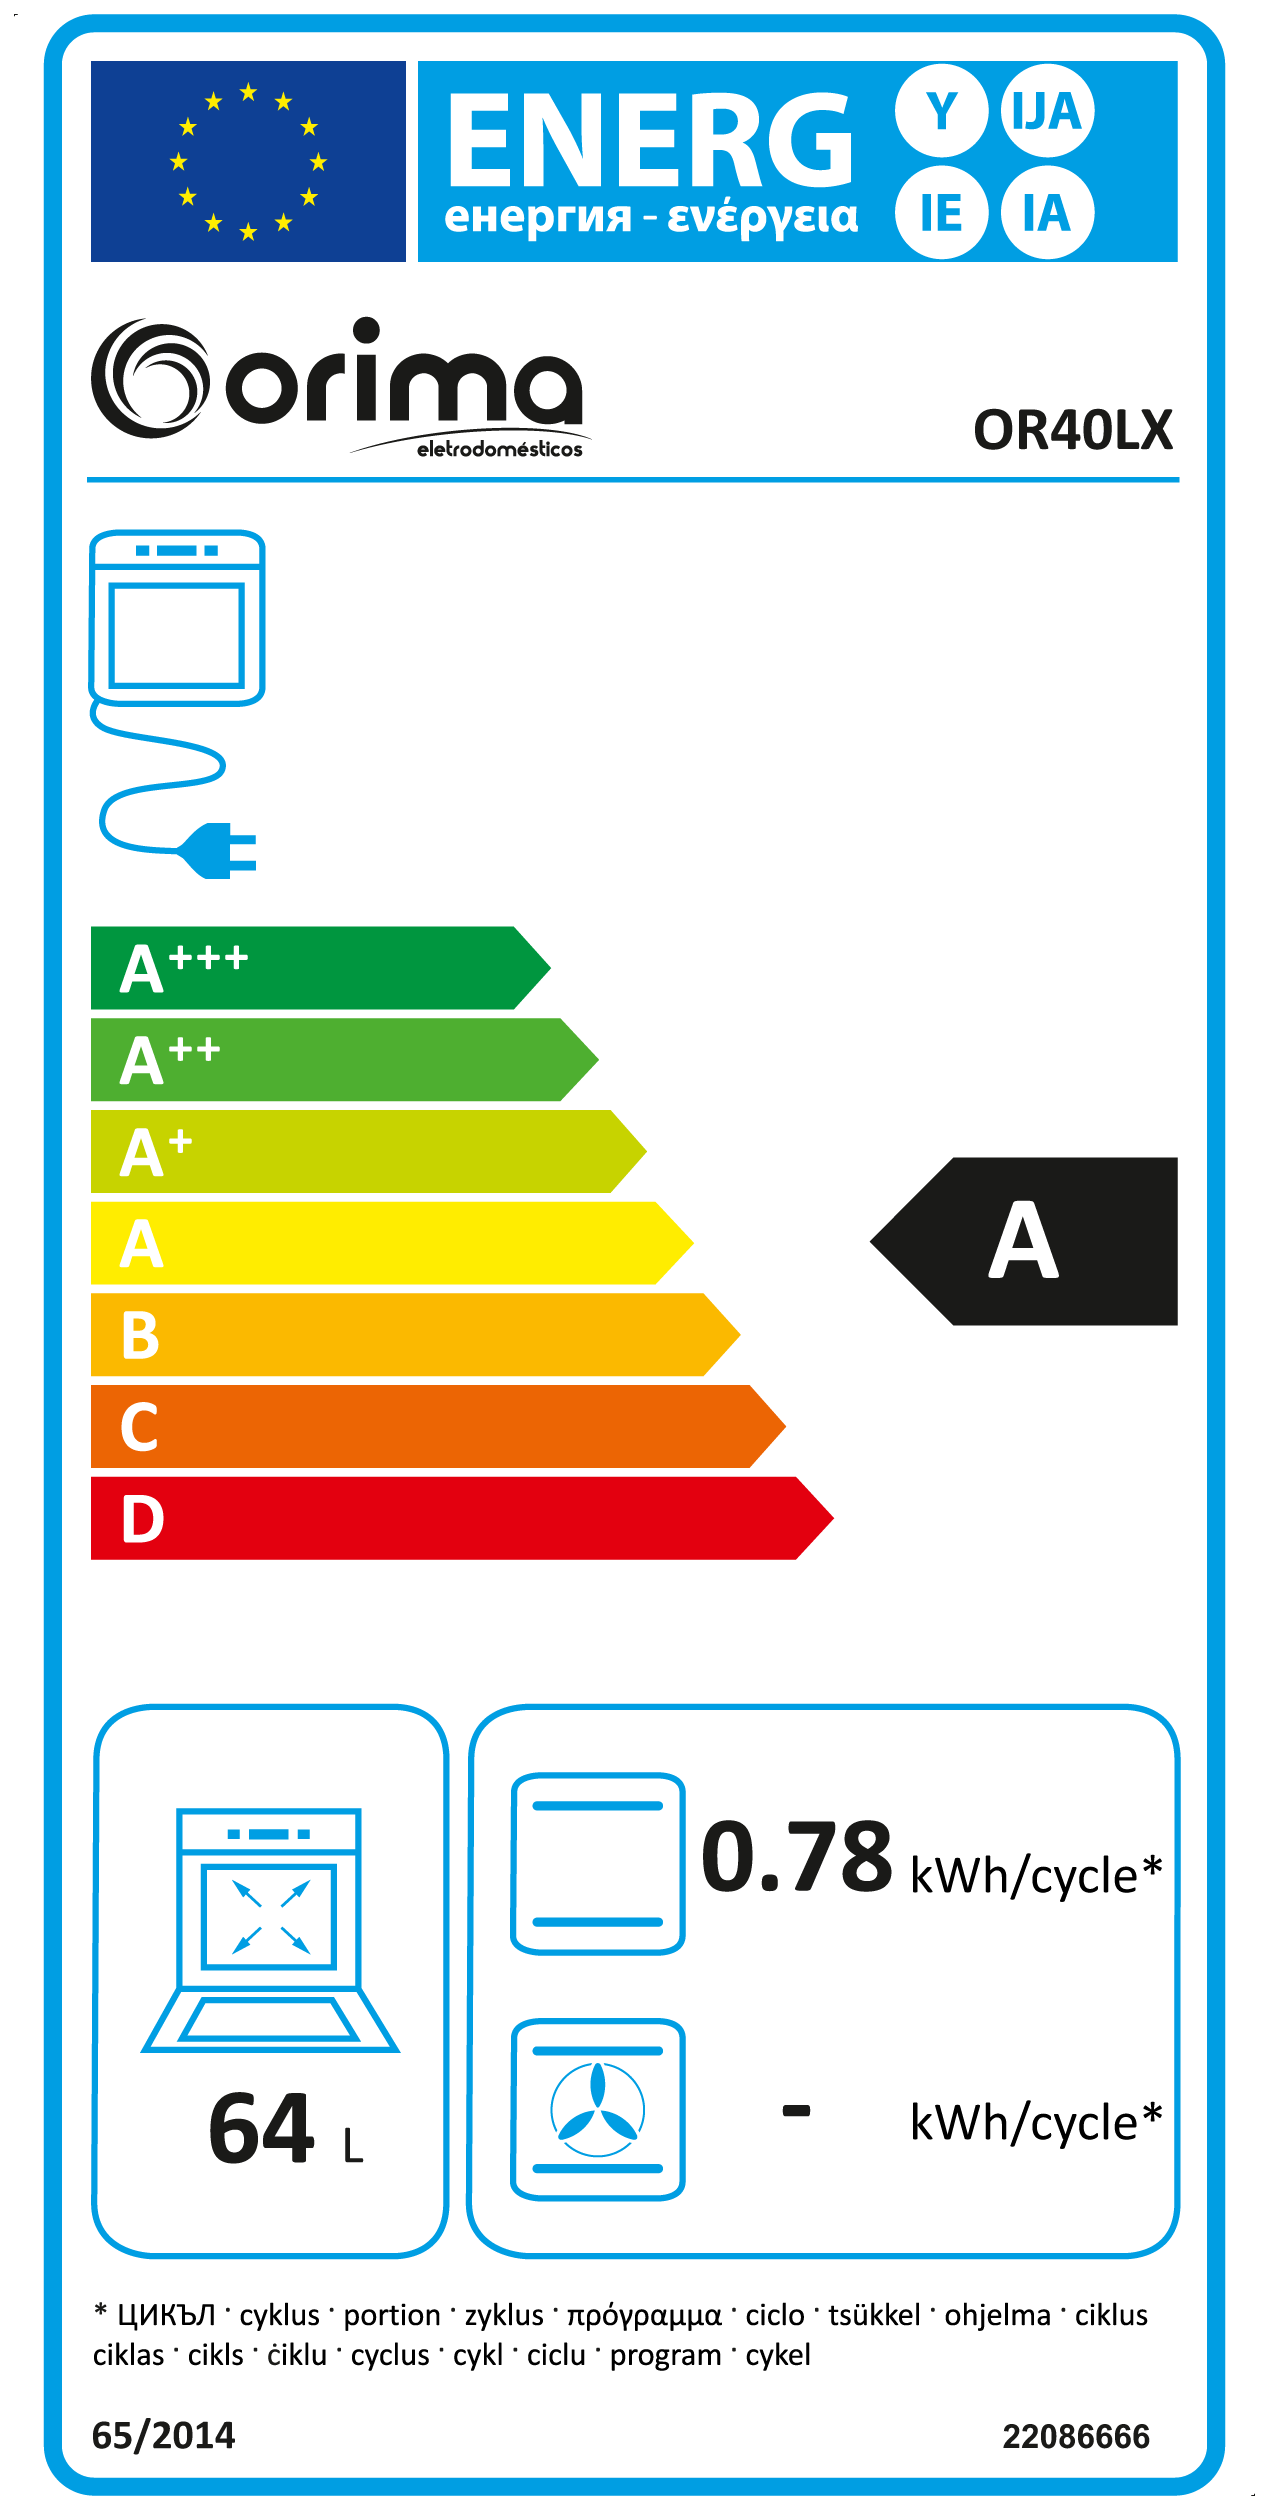 ENERG
енергия - ενέργεια
Y IJA
IE IA
orima
eletrodomésticos
OR40LX
A+++
A++
A+
A
A
B
C
D
0.78 kWh/cycle*
- kWh/cycle*
64 L
* ЦИКЪЛ · cyklus · portion · zyklus · πρόγραμμα · ciclo · tsükkel · ohjelma · ciklus
ciklas · cikls · ċiklu · cyclus · cykl · ciclu · program · cykel
65/2014
22086666